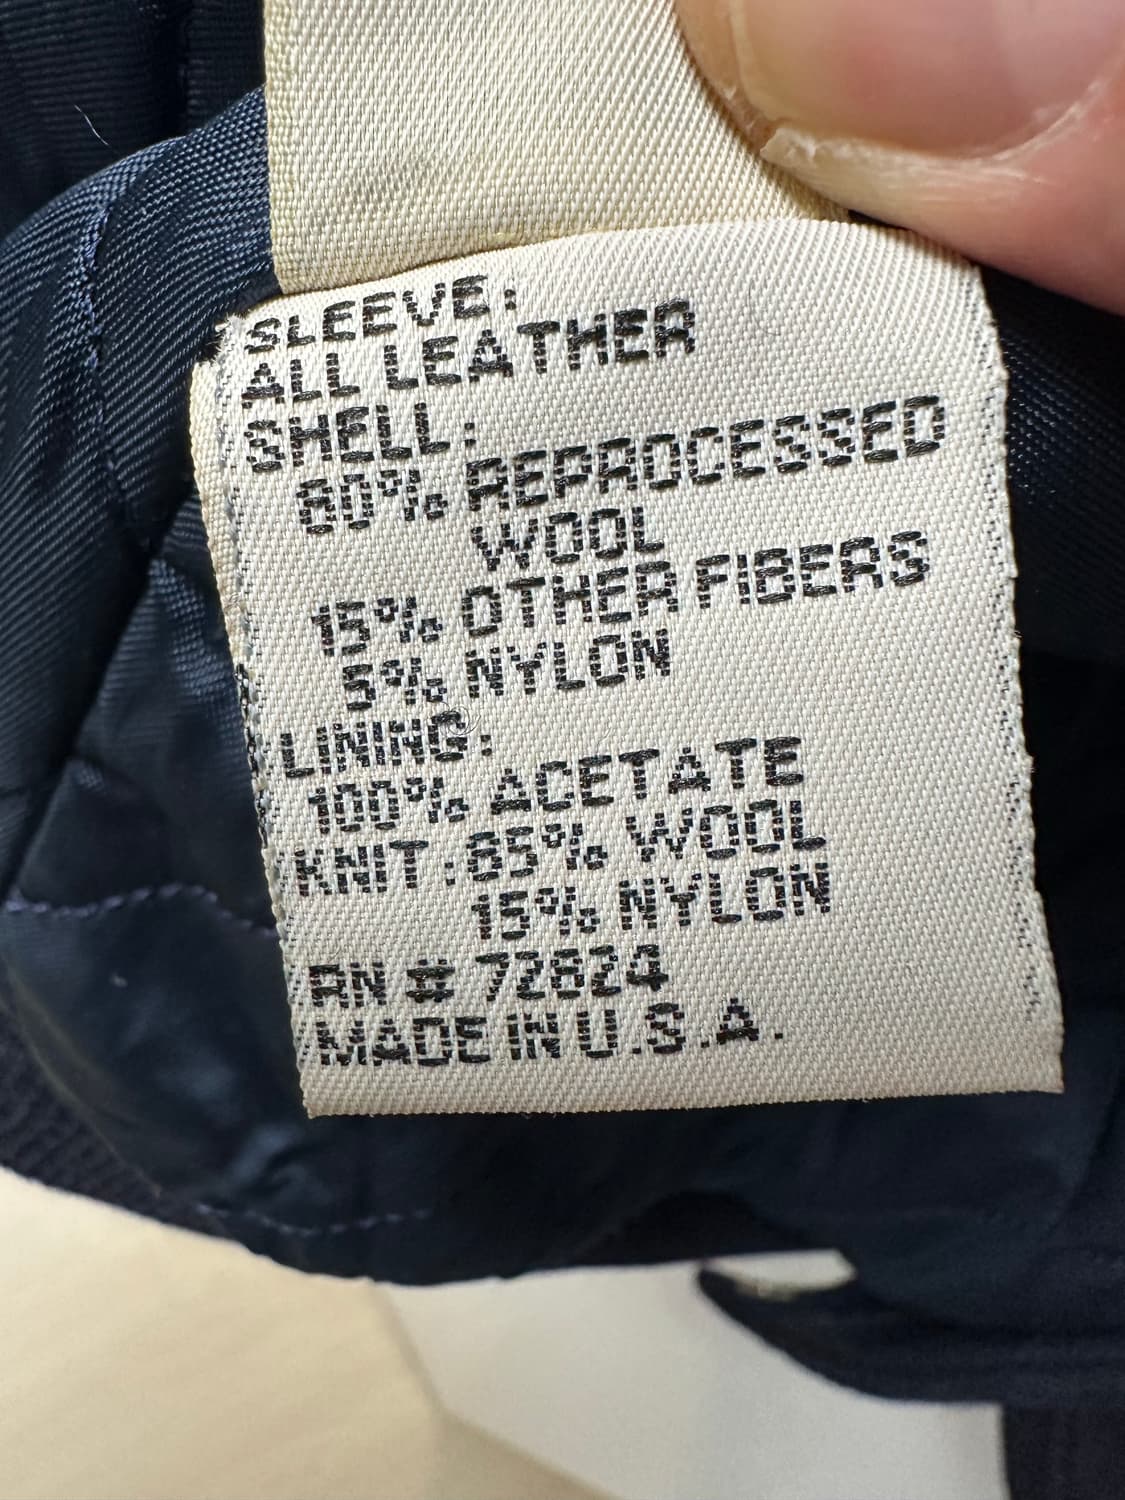 SLEEVE:
ALL LEATHER
SHELL:
80% REPROCESSED
WOOL
15% OTHER FIBERS
5% NYLON
LINING:
100% ACETATE
KNIT:85% WOOL
15% NYLON
RN # 72824
MADE IN U.S.A.